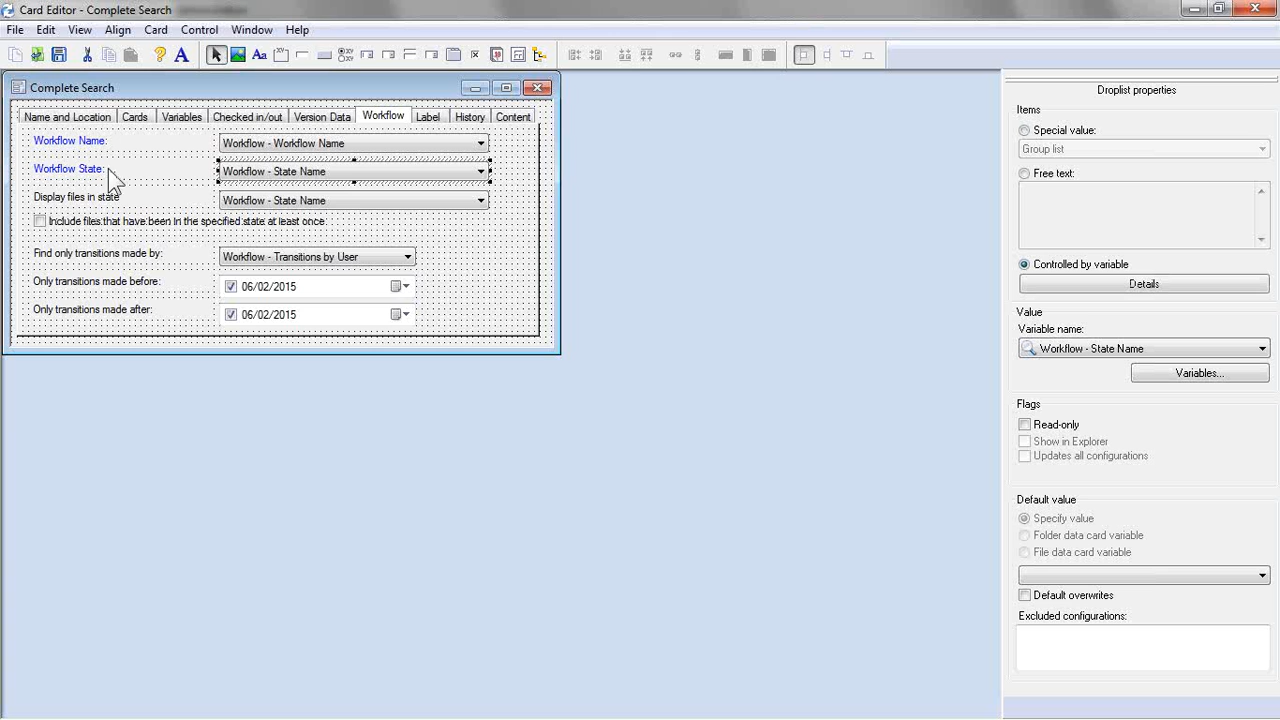 Card Editor - Complete Search
File Edit View Align Card Control Window Help
Complete Search
Name and Location Cards Variables Checked in/out Version Data Workflow Label History Content
Workflow Name: Workflow - Workflow Name
Workflow State: Workflow - State Name
Display files in state Workflow - State Name
Include files that have been in the specified state at least once.
Find only transitions made by: Workflow - Transitions by User
Only transitions made before: 06/02/2015
Only transitions made after: 06/02/2015
Droplist properties
Items
Special value:
Group list
Free text:
Controlled by variable
Details
Value
Variable name:
Workflow - State Name
Variables...
Flags
Read-only
Show in Explorer
Updates all configurations
Default value
Specify value
Folder data card variable
File data card variable
Default overwrites
Excluded configurations: